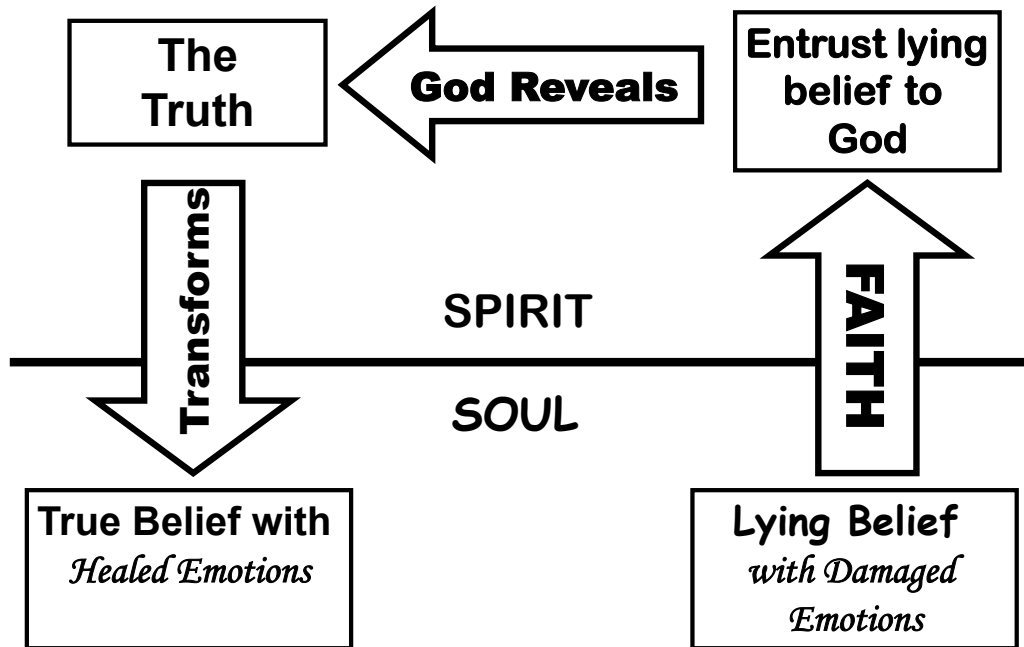 The
Truth
God Reveals
Entrust lying
belief to
God
Transforms
FAITH
SPIRIT
SOUL
True Belief with
Healed Emotions
Lying Belief
with Damaged
Emotions